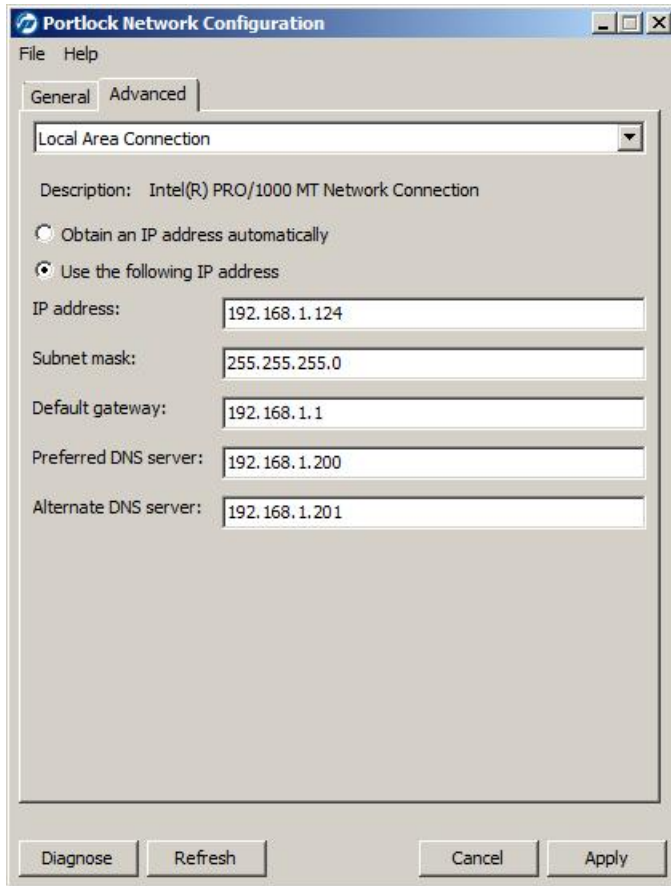 Portlock Network Configuration
File Help
General Advanced
Local Area Connection
Description: Intel(R) PRO/1000 MT Network Connection
Obtain an IP address automatically
Use the following IP address
IP address: 192.168.1.124
Subnet mask: 255.255.255.0
Default gateway: 192.168.1.1
Preferred DNS server: 192.168.1.200
Alternate DNS server: 192.168.1.201
Diagnose Refresh Cancel Apply